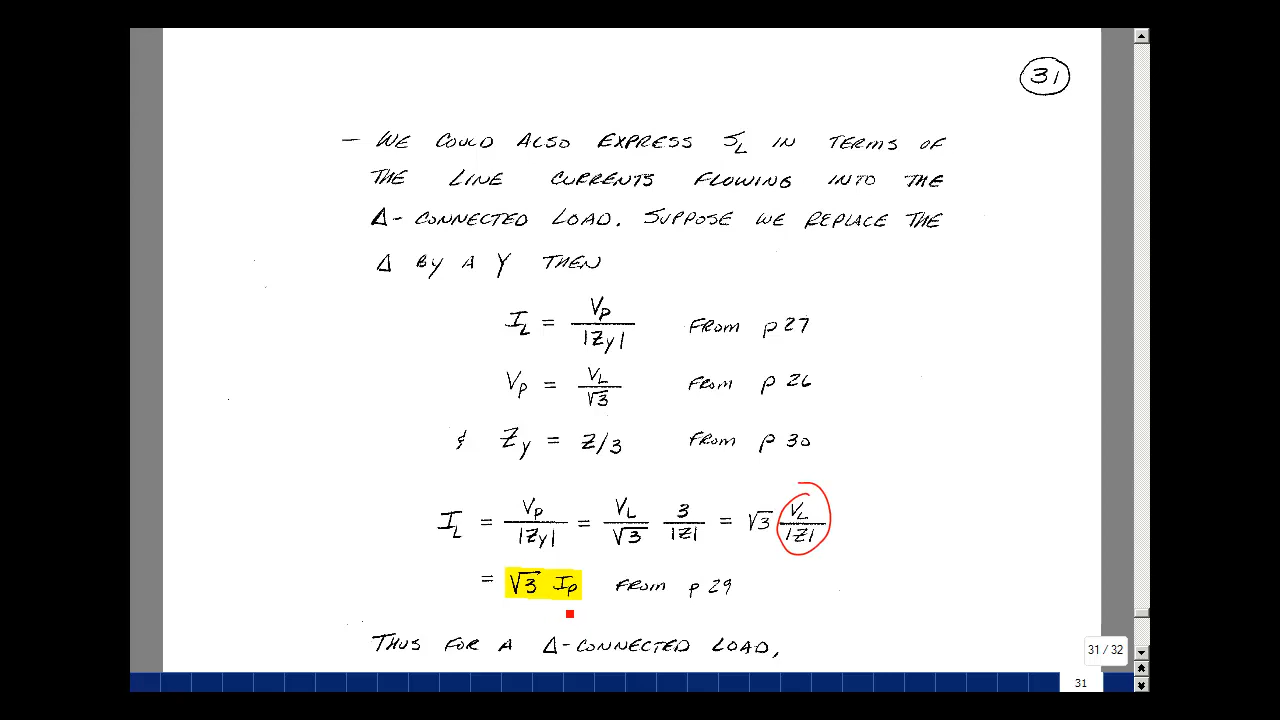 31
- WE COULD ALSO EXPRESS S_L IN TERMS OF
THE LINE CURRENTS FLOWING INTO THE
Δ-CONNECTED LOAD. SUPPOSE WE REPLACE THE
Δ BY A Y THEN
I_L = V_P / |Z_Y| FROM p 27
V_P = V_L / √3 FROM p 26
& Z_Y = Z/3 FROM p 30
I_L = V_P / |Z_Y| = V_L / √3 3 / |Z| = √3 V_L / |Z|
= √3 I_P FROM p 29
THUS FOR A Δ-CONNECTED LOAD,
31 / 32
31